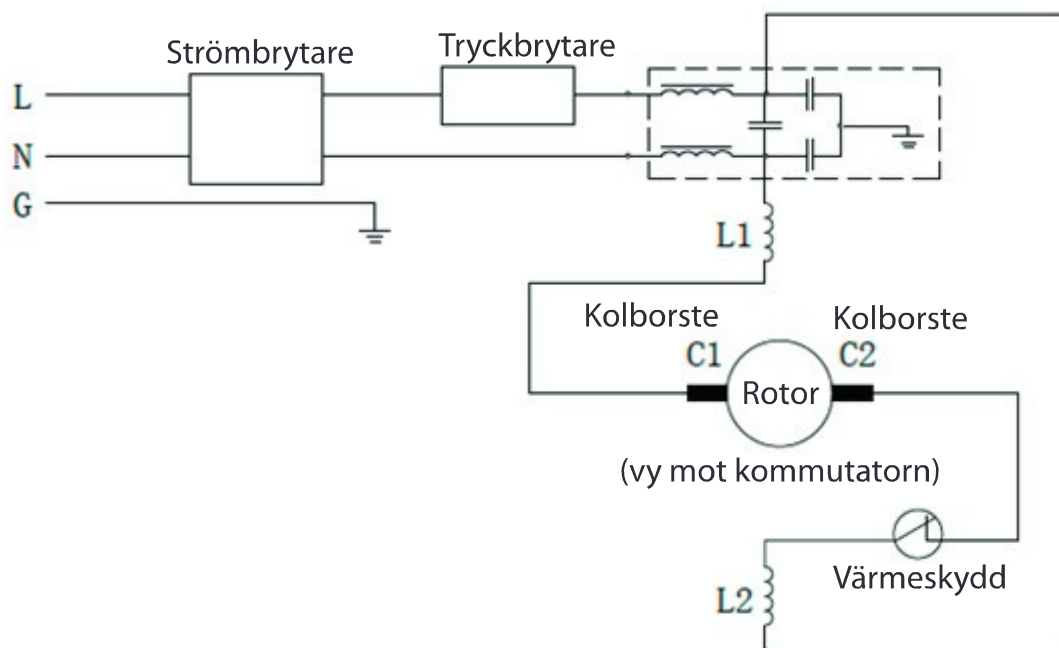 Strömbrytare
Tryckbrytare
L
N
G
L1
Kolborste
Kolborste
C1
C2
Rotor
(vy mot kommutatorn)
Värmeskydd
L2